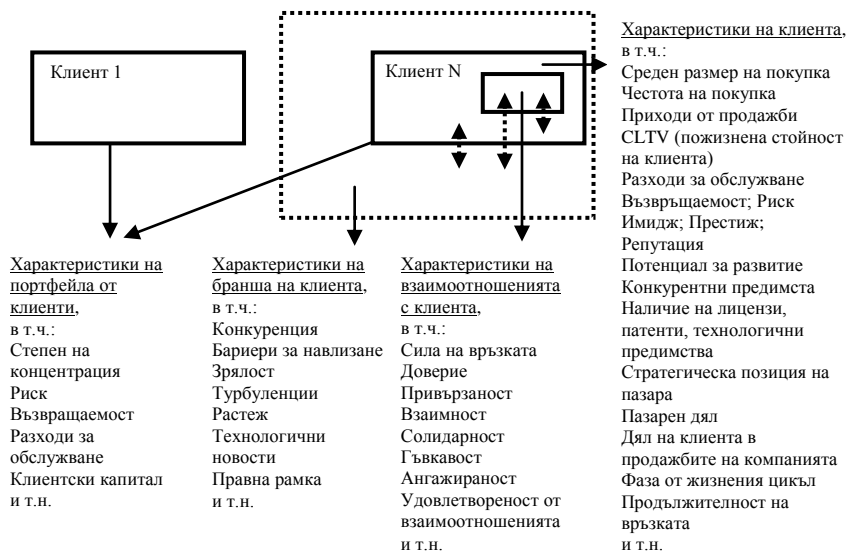 Клиент 1
Клиент N
Характеристики на клиента,
в т.ч.:
Среден размер на покупка
Честота на покупка
Приходи от продажби
CLTV (пожизнена стойност
на клиента)
Разходи за обслужване
Възвръщаемост; Риск
Имидж; Престиж;
Репутация
Потенциал за развитие
Конкурентни предимста
Наличие на лицензи,
патенти, технологични
предимства
Стратегическа позиция на
пазара
Пазарен дял
Дял на клиента в
продажбите на компанията
Фаза от жизнения цикъл
Продължителност на
връзката
и т.н.
Характеристики на
портфейла от
клиенти,
в т.ч.:
Степен на
концентрация
Риск
Възвращаемост
Разходи за
обслужване
Клиентски капитал
и т.н.
Характеристики на
бранша на клиента,
в т.ч.:
Конкуренция
Бариери за навлизане
Зрялост
Турбуленции
Растеж
Технологични
новости
Правна рамка
и т.н.
Характеристики на
взаимоотношенията
с клиента,
в т.ч.:
Сила на връзката
Доверие
Привързаност
Взаимност
Солидарност
Гъвкавост
Ангажираност
Удовлетвореност от
взаимоотношенията
и т.н.